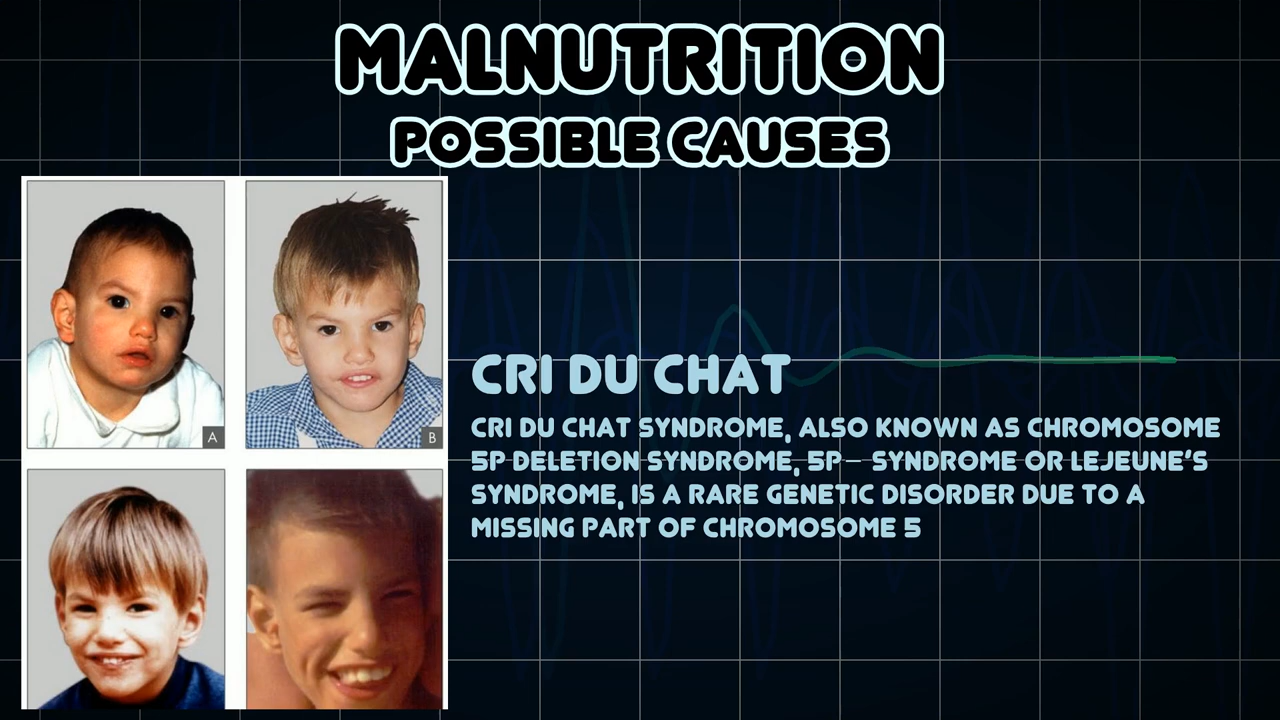 MALNUTRITION
POSSIBLE CAUSES
A
B
CRI DU CHAT
CRI DU CHAT SYNDROME, ALSO KNOWN AS CHROMOSOME
5P DELETION SYNDROME, 5P− SYNDROME OR LEJEUNE'S
SYNDROME, IS A RARE GENETIC DISORDER DUE TO A
MISSING PART OF CHROMOSOME 5